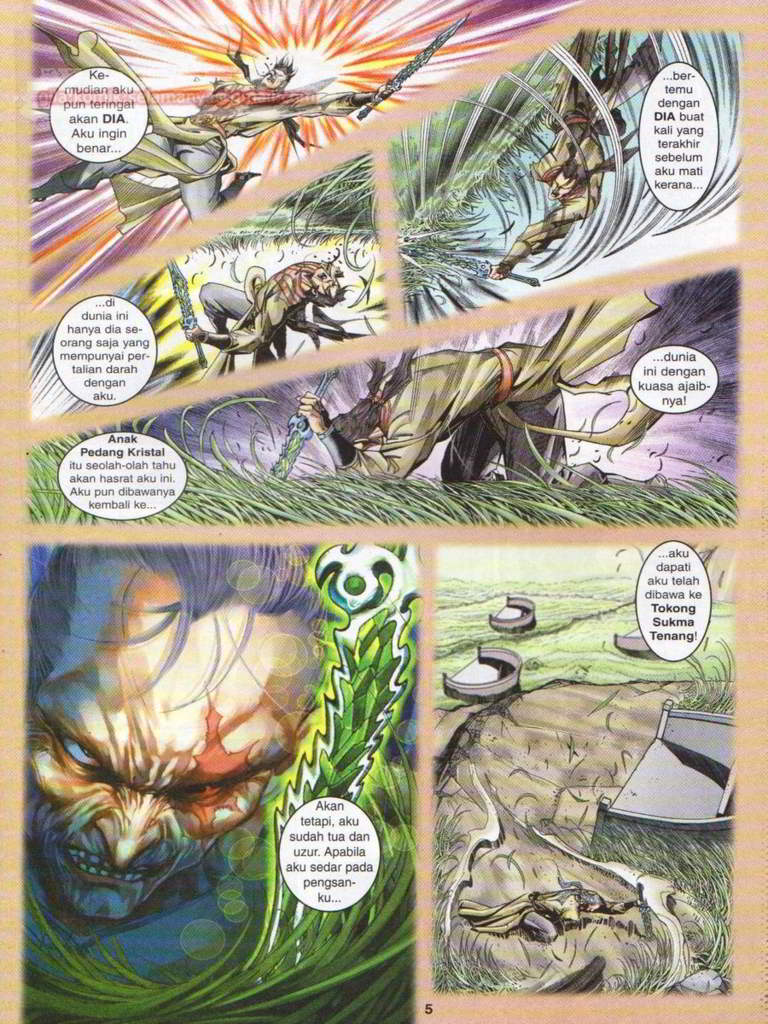 Ke-
mudian aku
pun teringat
akan DIA.
Aku ingin
benar...
...ber-
temu
dengan
DIA buat
kali yang
terakhir
sebelum
aku mati
kerana...
...di
dunia ini
hanya dia se-
orang saja yang
mempunyai per-
talian darah
dengan
aku.
...dunia
ini dengan
kuasa ajaib-
nya!
Anak
Pedang Kristal
itu seolah-olah tahu
akan hasrat aku ini.
Aku pun dibawanya
kembali ke...
Akan
tetapi, aku
sudah tua dan
uzur. Apabila
aku sedar pada
pengsan-
ku...
...aku
dapati
aku telah
dibawa ke
Tokong
Sukma
Tenang!
5